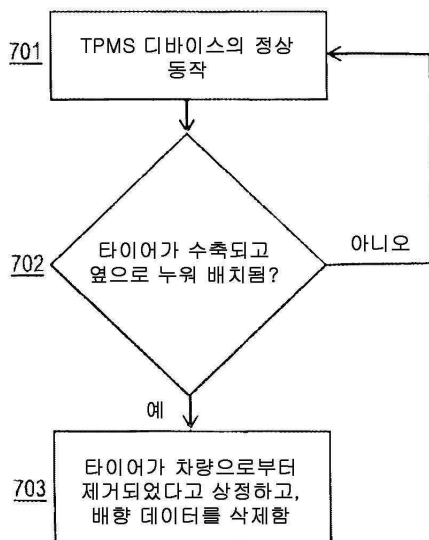 701
TPMS 디바이스의 정상
동작
702
타이어가 수축되고
옆으로 누워 배치됨?
아니오
예
703
타이어가 차량으로부터
제거되었다고 상정하고,
배향 데이터를 삭제함